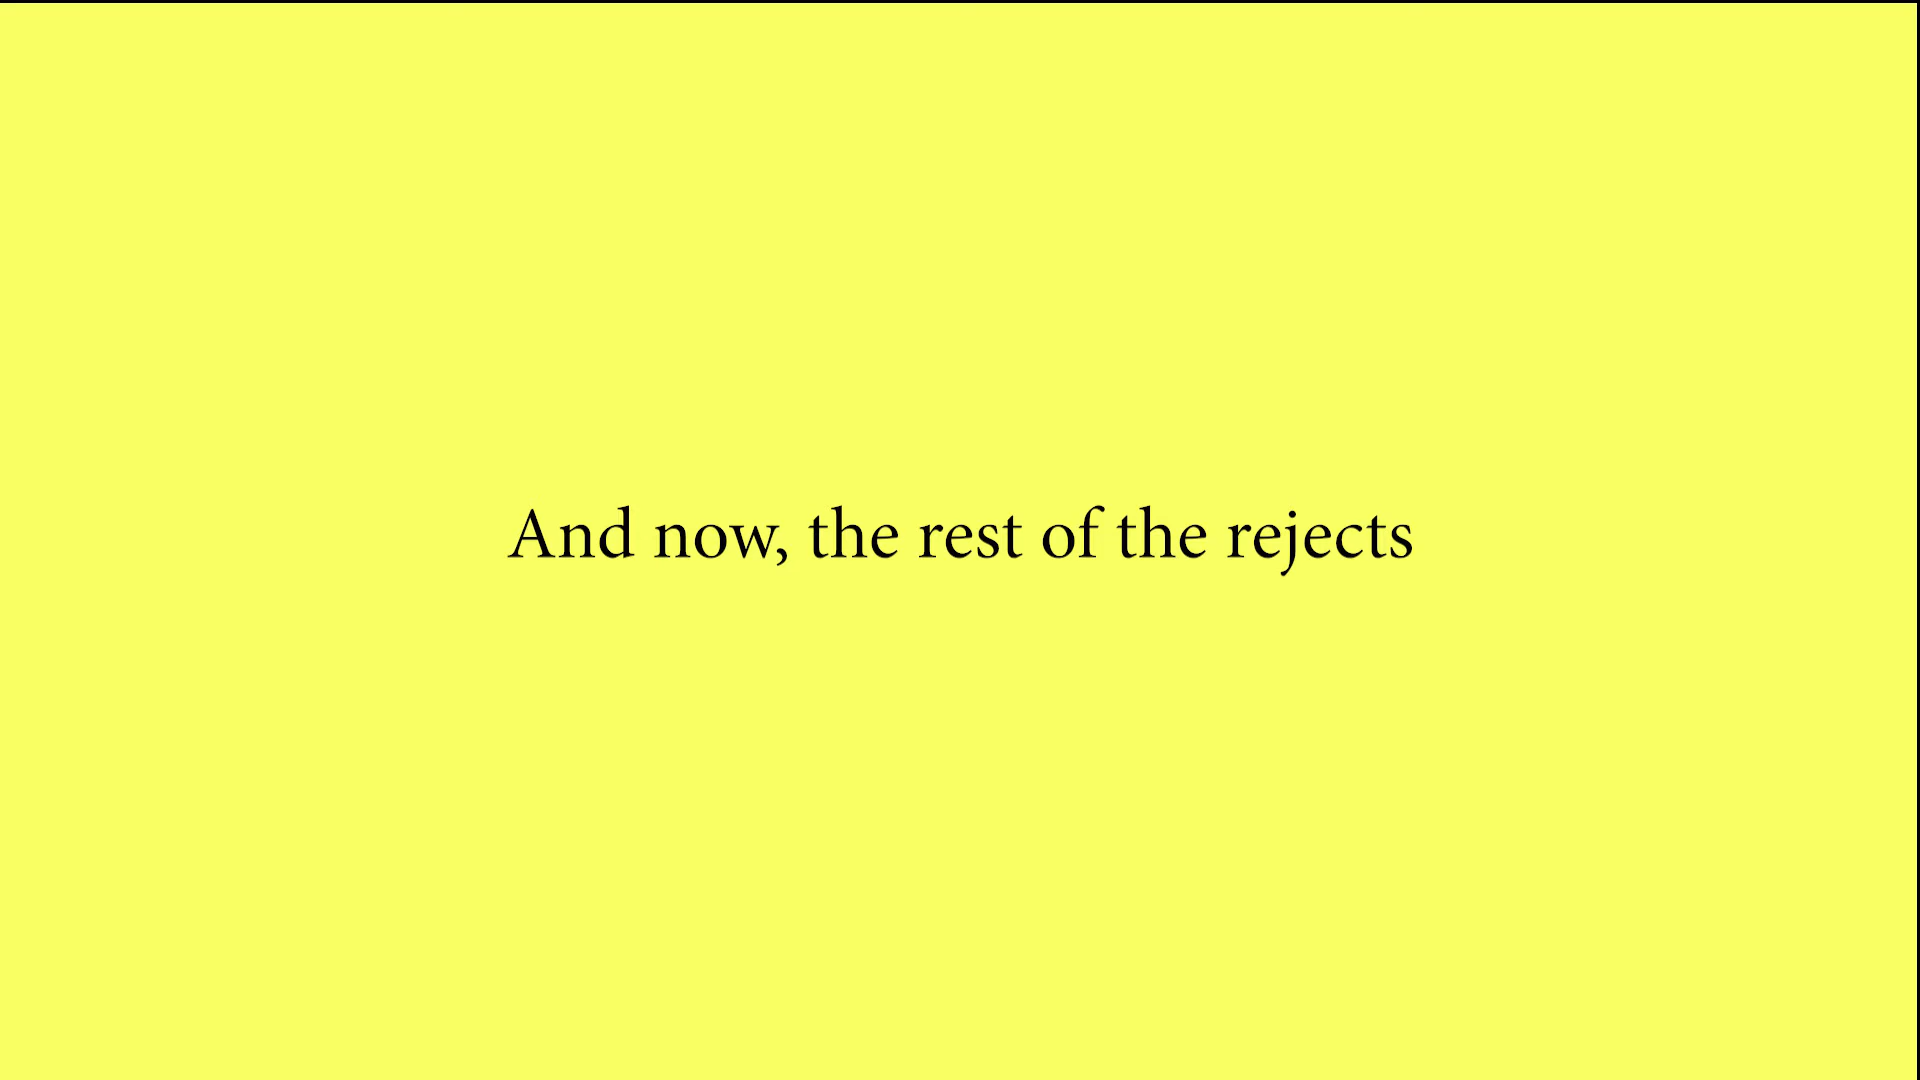 And now, the rest of the rejects